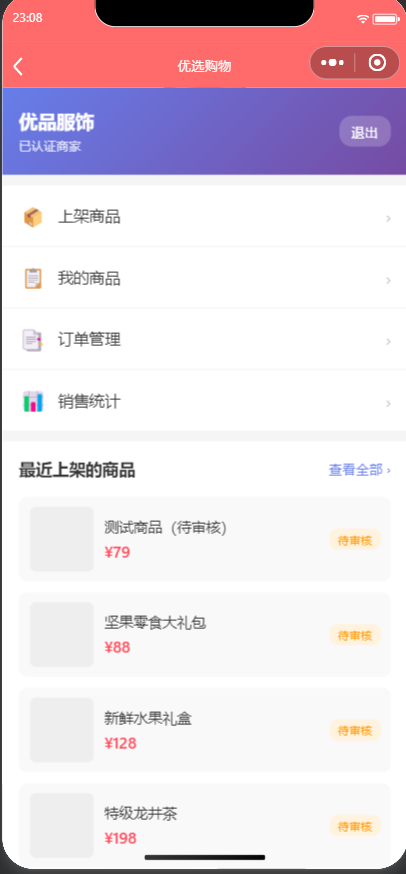 23:08
优选购物
优品服饰
已认证商家
退出
上架商品
我的商品
订单管理
销售统计
最近上架的商品
查看全部 ›
测试商品（待审核）
¥79
待审核
坚果零食大礼包
¥88
待审核
新鲜水果礼盒
¥128
待审核
特级龙井茶
¥198
待审核